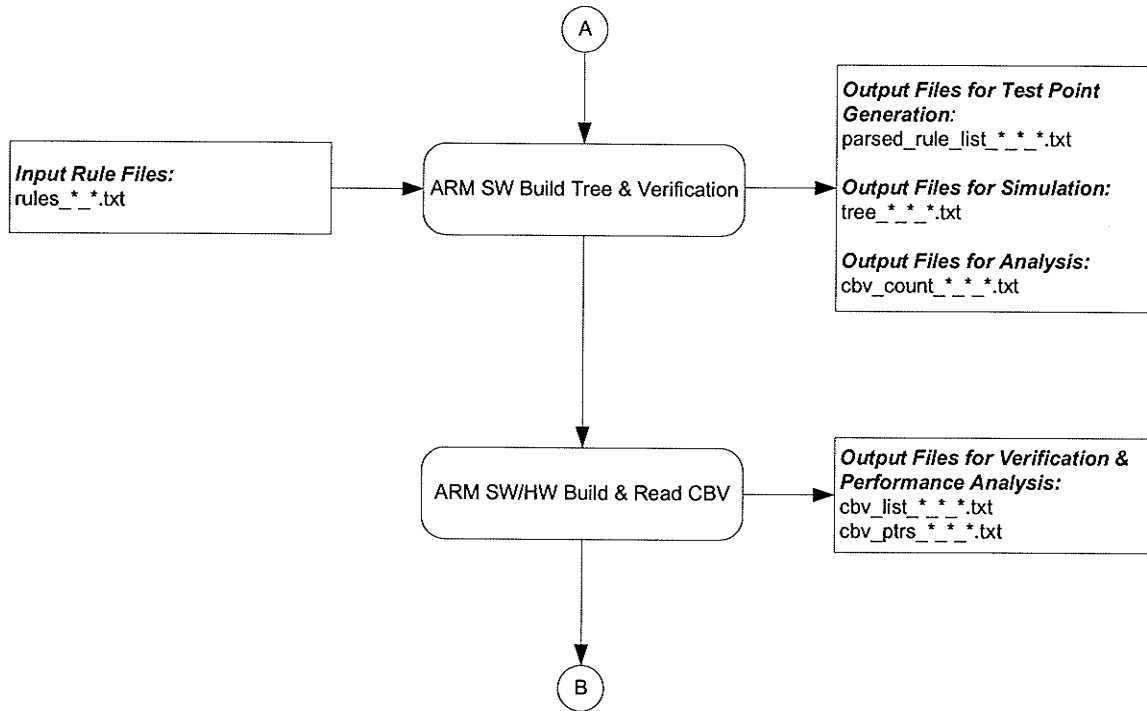 A
Input Rule Files:
rules_*_*.txt
ARM SW Build Tree & Verification
Output Files for Test Point
Generation:
parsed_rule_list_*_*_*.txt
Output Files for Simulation:
tree_*_*_*.txt
Output Files for Analysis:
cbv_count_*_*_*.txt
ARM SW/HW Build & Read CBV
Output Files for Verification &
Performance Analysis:
cbv_list_*_*_*.txt
cbv_ptrs_*_*_*.txt
B